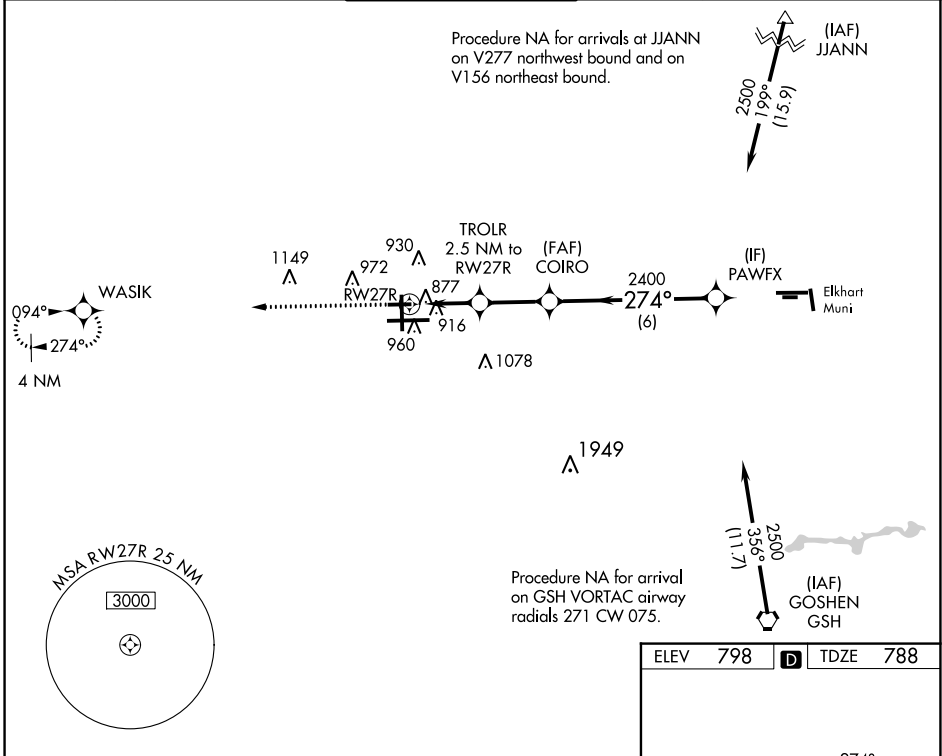 Procedure NA for arrivals at JJANN
on V277 northwest bound and on
V156 northeast bound.
(IAF)
JJANN
2500
199°
(15.9)
TROLR
2.5 NM to
RW27R
(FAF)
COIRO
(IF)
PAWFX
1149
972
930
877
RW27R
916
960
1078
2400
274°
(6)
Elkhart
Muni
WASIK
094°
274°
4 NM
1949
2500
356°
(11.7)
MSA RW27R 25 NM
3000
Procedure NA for arrival
on GSH VORTAC airway
radials 271 CW 075.
(IAF)
GOSHEN
GSH
ELEV 798 D TDZE 788